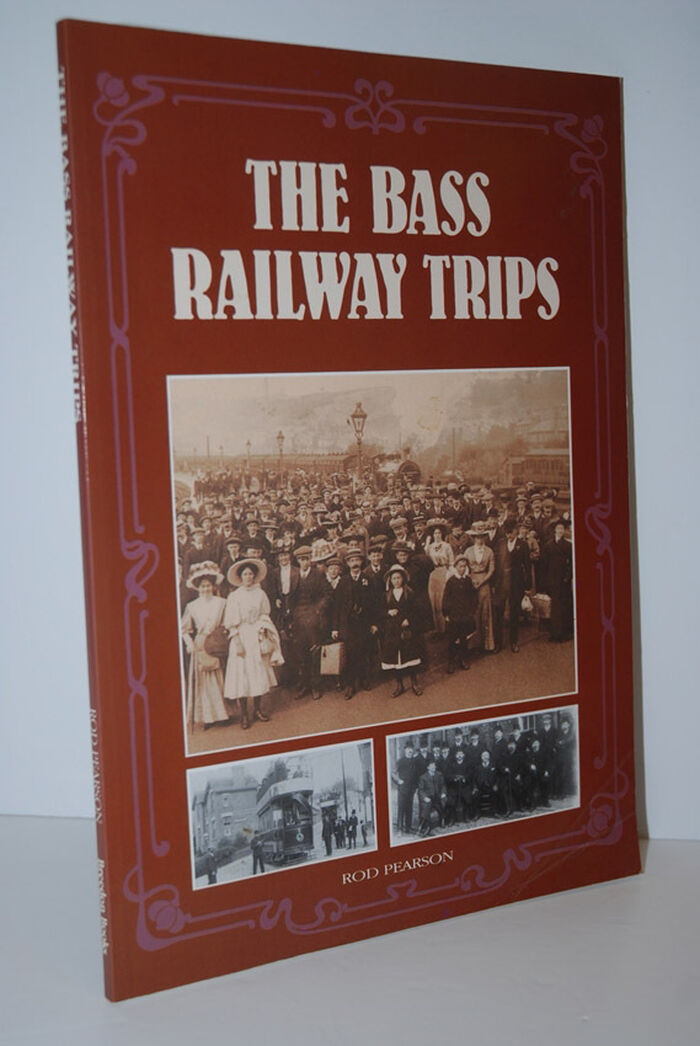 THE BASS
RAILWAY TRIPS
ROD PEARSON
THE BASS RAILWAY TRIPS
ROD PEARSON